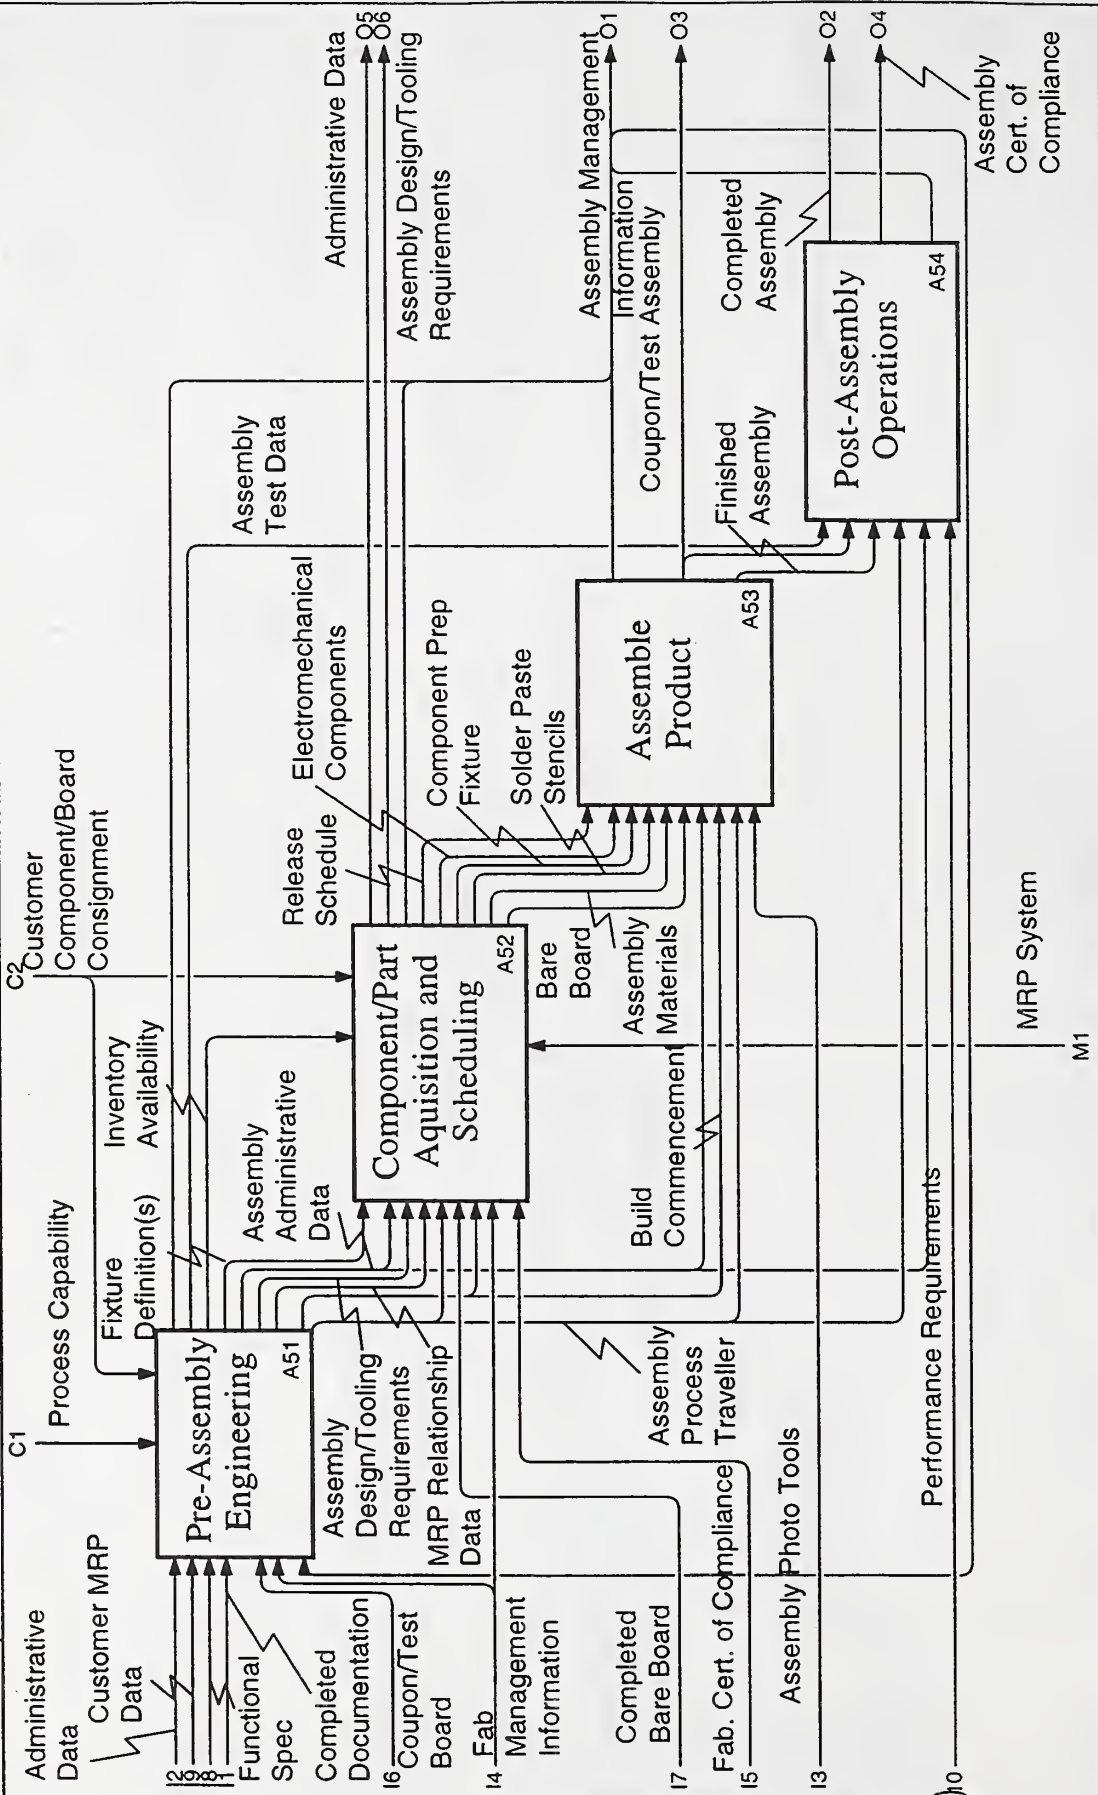 C1
Process Capability
C2
Customer
Component/Board
Consignment
Administrative
Data
Customer MRP
Data
I2
I9
I8
I1
Functional
Spec
Completed
Documentation
I6
Coupon/Test
Board
I4
Fab
Management
Information
I7
Completed
Bare Board
I5
Fab. Cert. of Compliance
I3
Assembly Photo Tools
I10
Performance Requirements
Pre-Assembly
Engineering
A51
Fixture
Definition(s)
Inventory
Availability
Assembly
Administrative
Data
Assembly
Design/Tooling
Requirements
MRP Relationship
Data
Assembly
Process
Traveller
Build
Commencement
Component/Part
Aquisition and
Scheduling
A52
MRP System
M1
Release
Schedule
Electromechanical
Components
Component Prep
Fixture
Solder Paste
Stencils
Bare
Board
Assembly
Materials
Assembly
Test Data
Assemble
Product
A53
Finished
Assembly
Post-Assembly
Operations
A54
Administrative Data
O5
O6
Assembly Design/Tooling
Requirements
Assembly Management
Information
O1
Coupon/Test Assembly
O3
Completed
Assembly
O2
O4
Assembly
Cert. of
Compliance